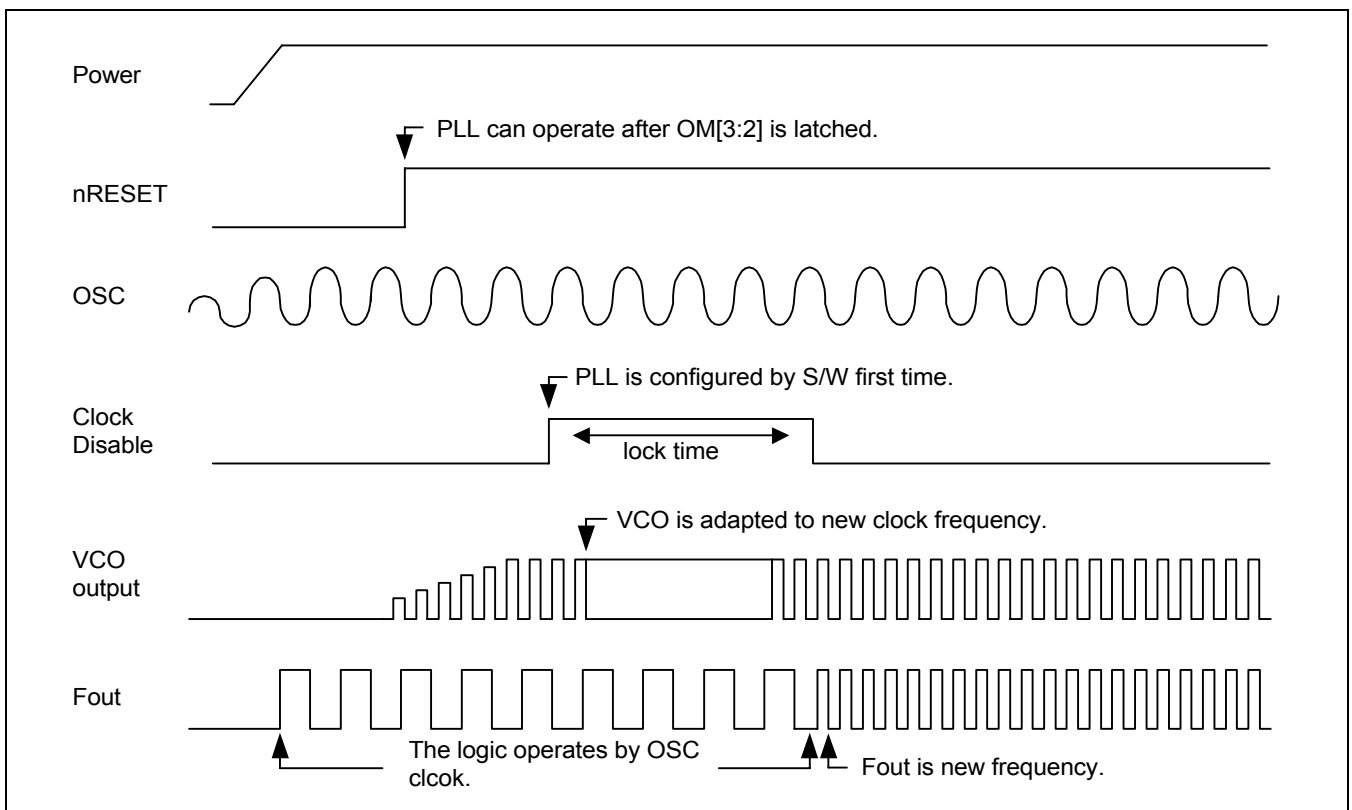 Power
PLL can operate after OM[3:2] is latched.
nRESET
OSC
PLL is configured by S/W first time.
Clock
Disable
lock time
VCO is adapted to new clock frequency.
VCO
output
Fout
The logic operates by OSC
clcok.
Fout is new frequency.